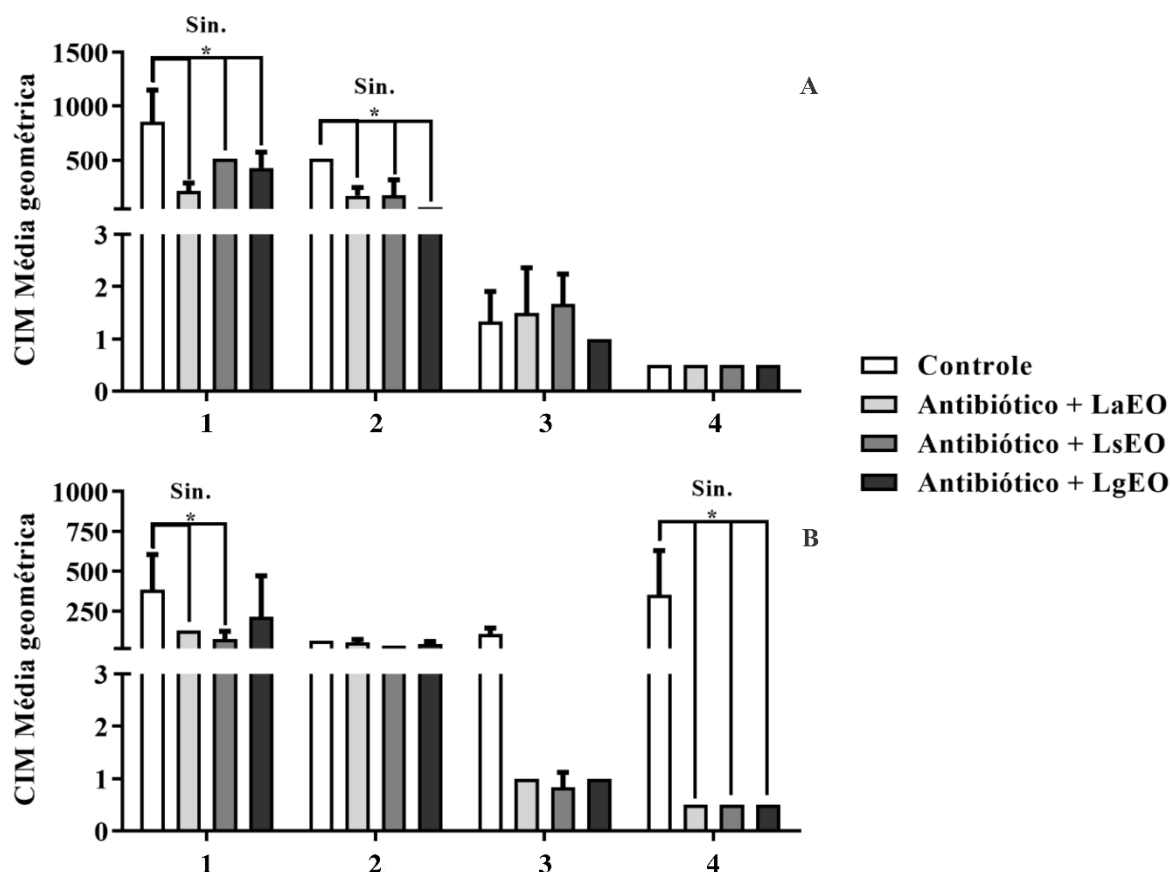 Sin.
*
Sin.
*
A
CIM Média geométrica
1500
1000
500
3
2
1
0
1
2
3
4
Controle
Antibiótico + LaEO
Antibiótico + LsEO
Antibiótico + LgEO
Sin.
*
Sin.
*
B
CIM Média geométrica
1000
750
500
250
3
2
1
0
1
2
3
4